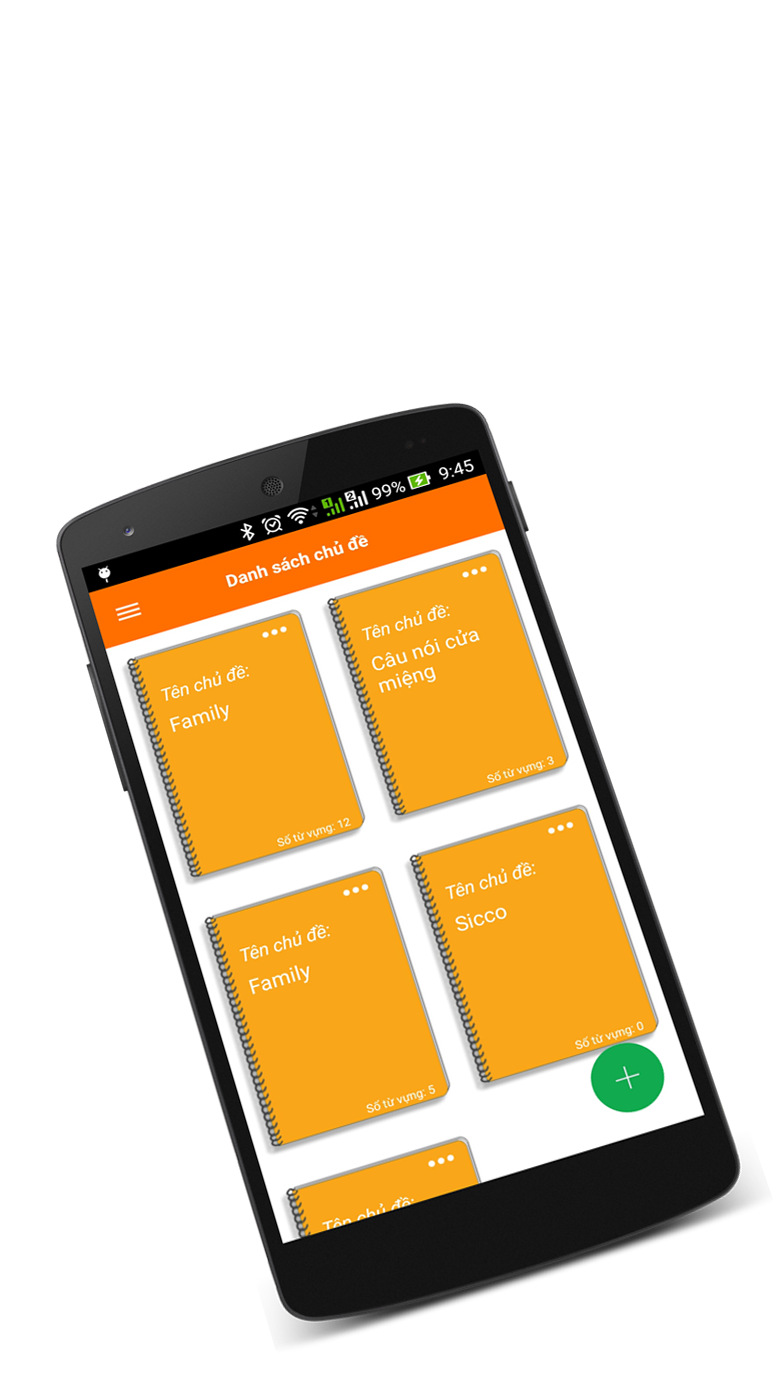 1 2 99% 9:45
Danh sách chủ đề
Tên chủ đề:
Family
Số từ vựng: 12
Tên chủ đề:
Câu nói cửa
miệng
Số từ vựng: 3
Tên chủ đề:
Family
Số từ vựng: 5
Tên chủ đề:
Sicco
Số từ vựng: 0
Tên chủ đề: